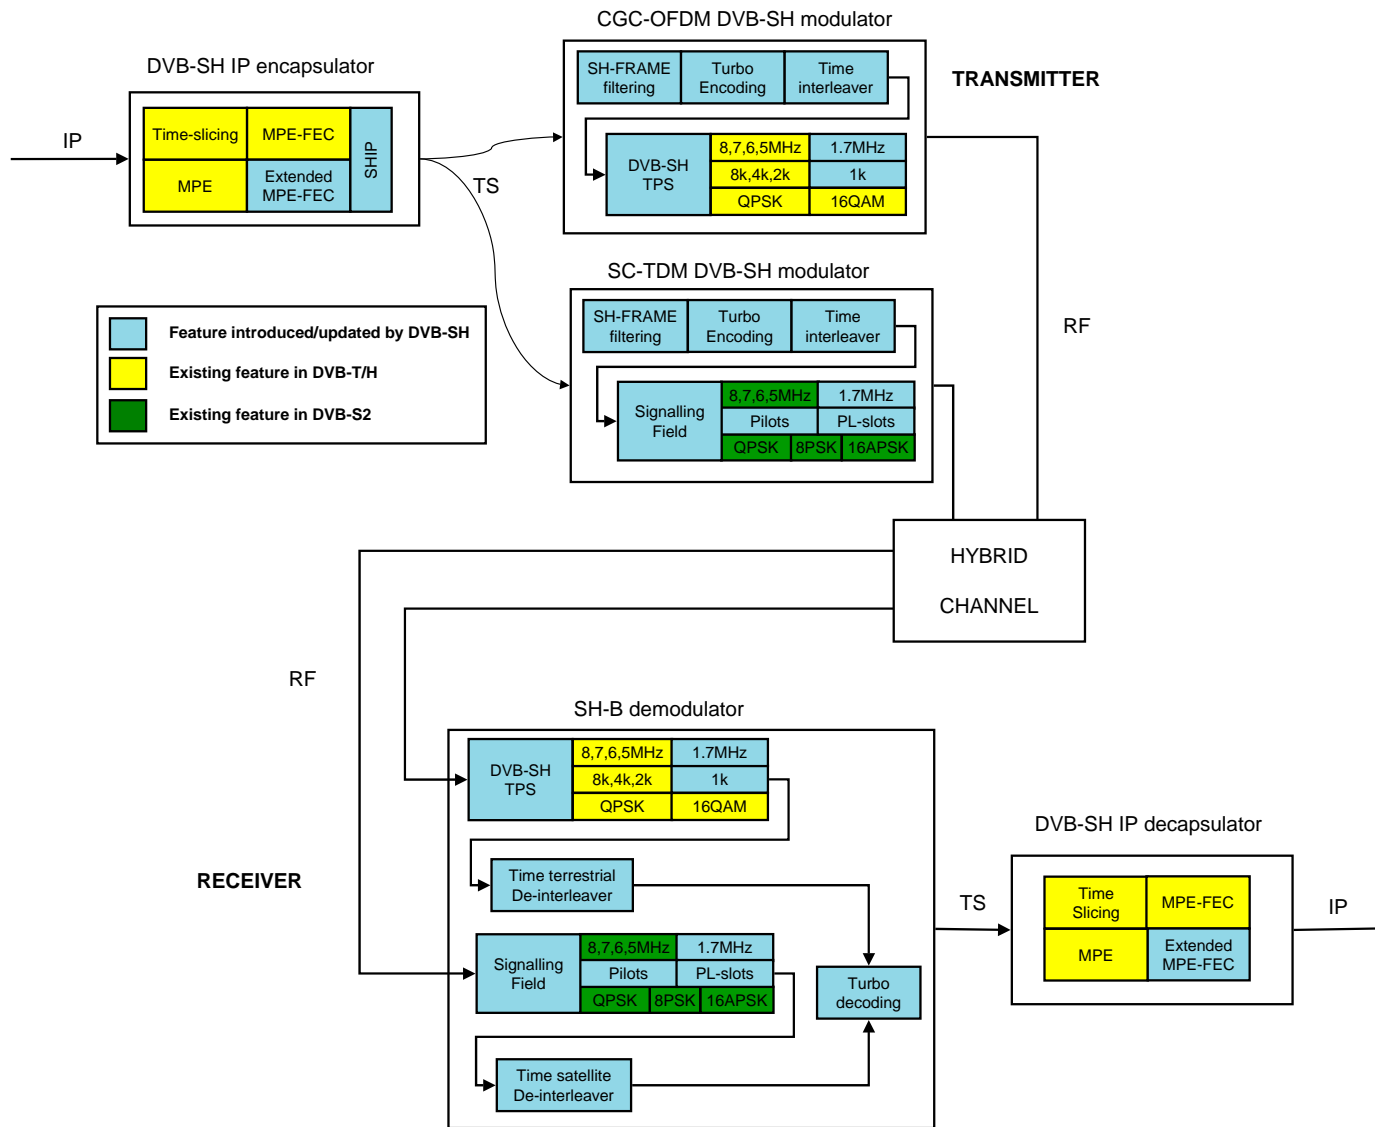 CGC-OFDM DVB-SH modulator
DVB-SH IP encapsulator
TRANSMITTER
SH-FRAME
filtering
Turbo
Encoding
Time
interleaver
IP
Time-slicing
MPE-FEC
MPE
Extended
MPE-FEC
SHIP
TS
DVB-SH
TPS
8,7,6,5MHz
1.7MHz
8k,4k,2k
1k
QPSK
16QAM
SC-TDM DVB-SH modulator
SH-FRAME
filtering
Turbo
Encoding
Time
interleaver
RF
Feature introduced/updated by DVB-SH
Existing feature in DVB-T/H
Existing feature in DVB-S2
Signalling
Field
8,7,6,5MHz
1.7MHz
Pilots
PL-slots
QPSK
8PSK
16APSK
HYBRID
CHANNEL
RF
SH-B demodulator
DVB-SH
TPS
8,7,6,5MHz
1.7MHz
8k,4k,2k
1k
QPSK
16QAM
RECEIVER
Time terrestrial
De-interleaver
Signalling
Field
8,7,6,5MHz
1.7MHz
Pilots
PL-slots
QPSK
8PSK
16APSK
Turbo
decoding
Time satellite
De-interleaver
TS
DVB-SH IP decapsulator
Time
Slicing
MPE-FEC
MPE
Extended
MPE-FEC
IP